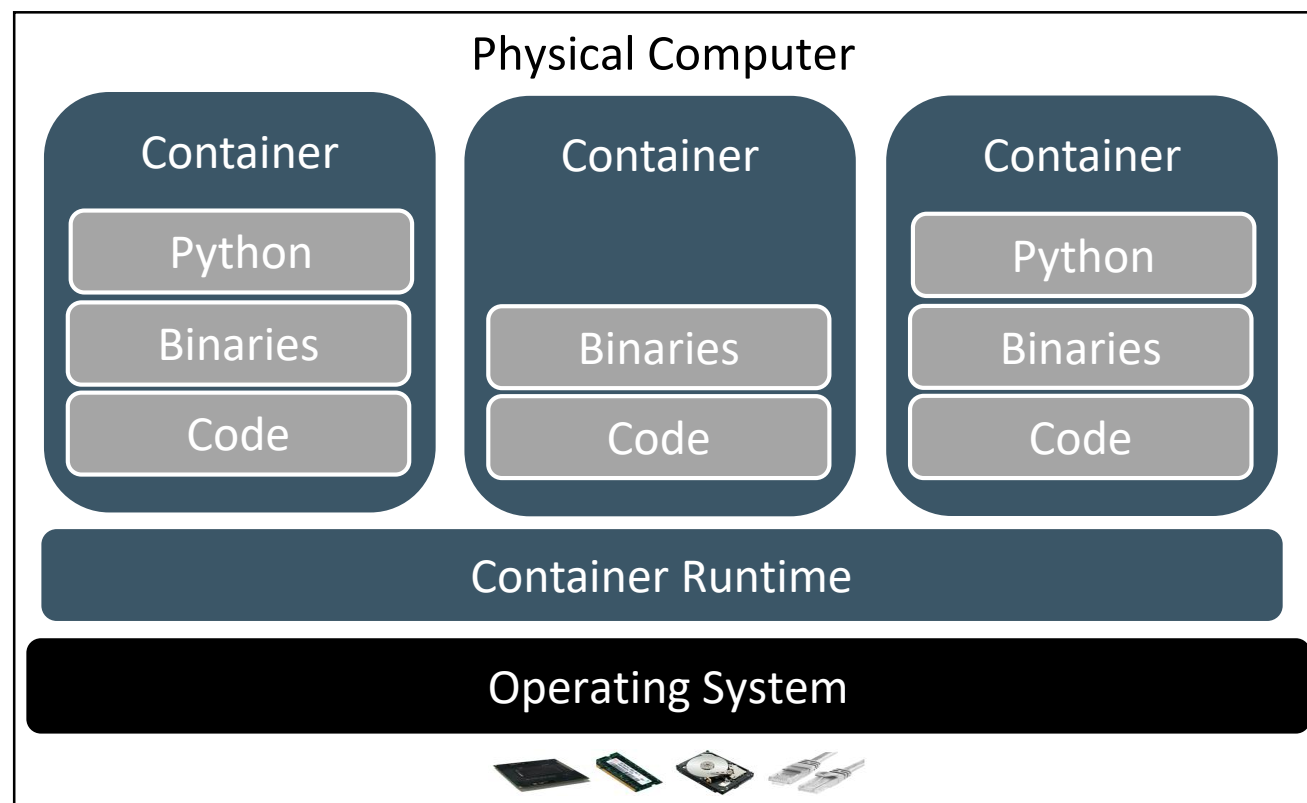 Physical Computer
Container
Python
Binaries
Code
Container
Binaries
Code
Container
Python
Binaries
Code
Container Runtime
Operating System